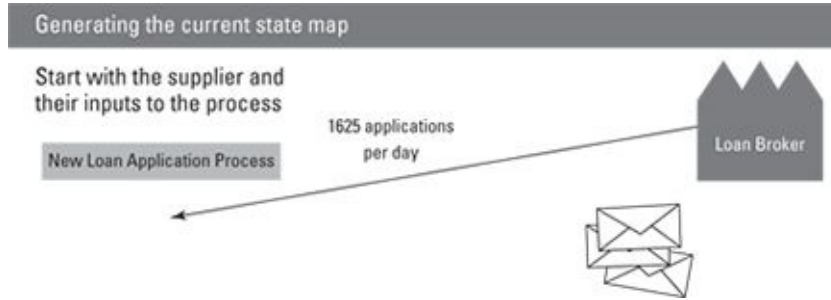 Generating the current state map
Start with the supplier and
their inputs to the process
New Loan Application Process
1625 applications
per day
Loan Broker